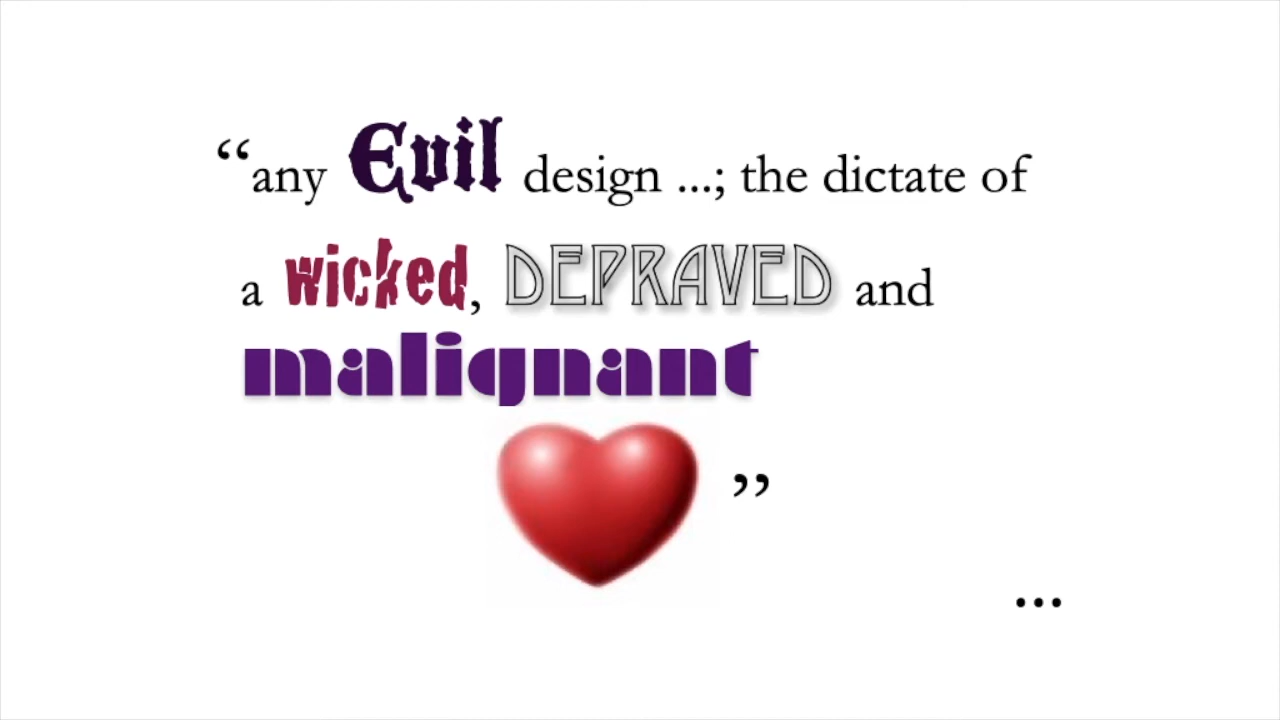 “any Evil design ...; the dictate of
a wicked, DEPRAVED and
malignant
”
...